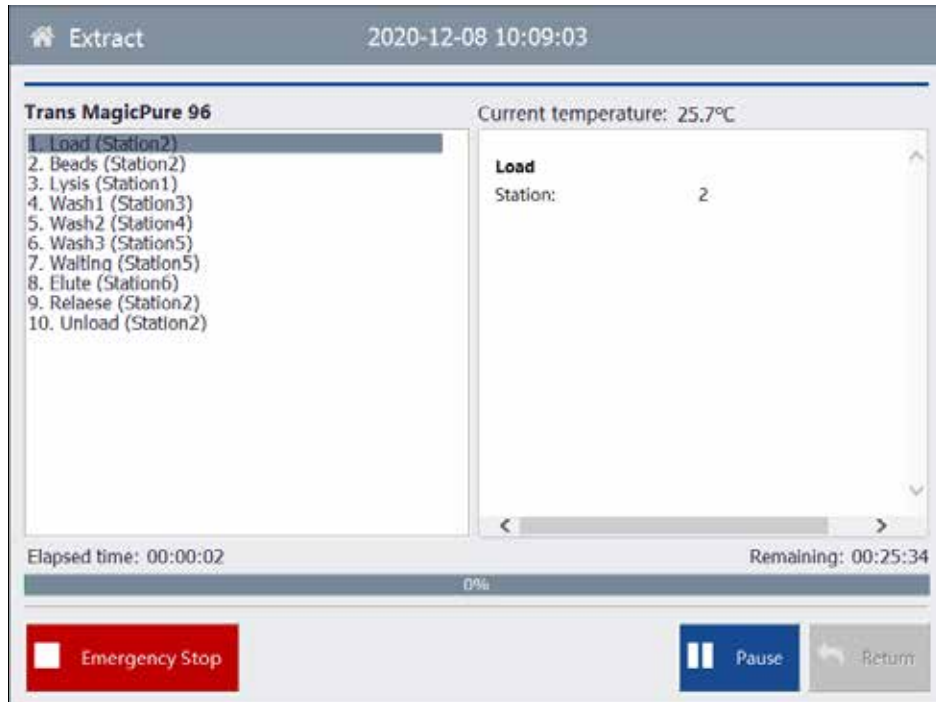 Extract
2020-12-08 10:09:03
Trans MagicPure 96
Current temperature: 25.7°C
1. Load (Station2)
2. Beads (Station2)
3. Lysis (Station1)
4. Wash1 (Station3)
5. Wash2 (Station4)
6. Wash3 (Station5)
7. Waiting (Station5)
8. Elute (Station6)
9. Relaese (Station2)
10. Unload (Station2)
Load
Station: 2
Elapsed time: 00:00:02
Remaining: 00:25:34
0%
Emergency Stop
Pause
Return